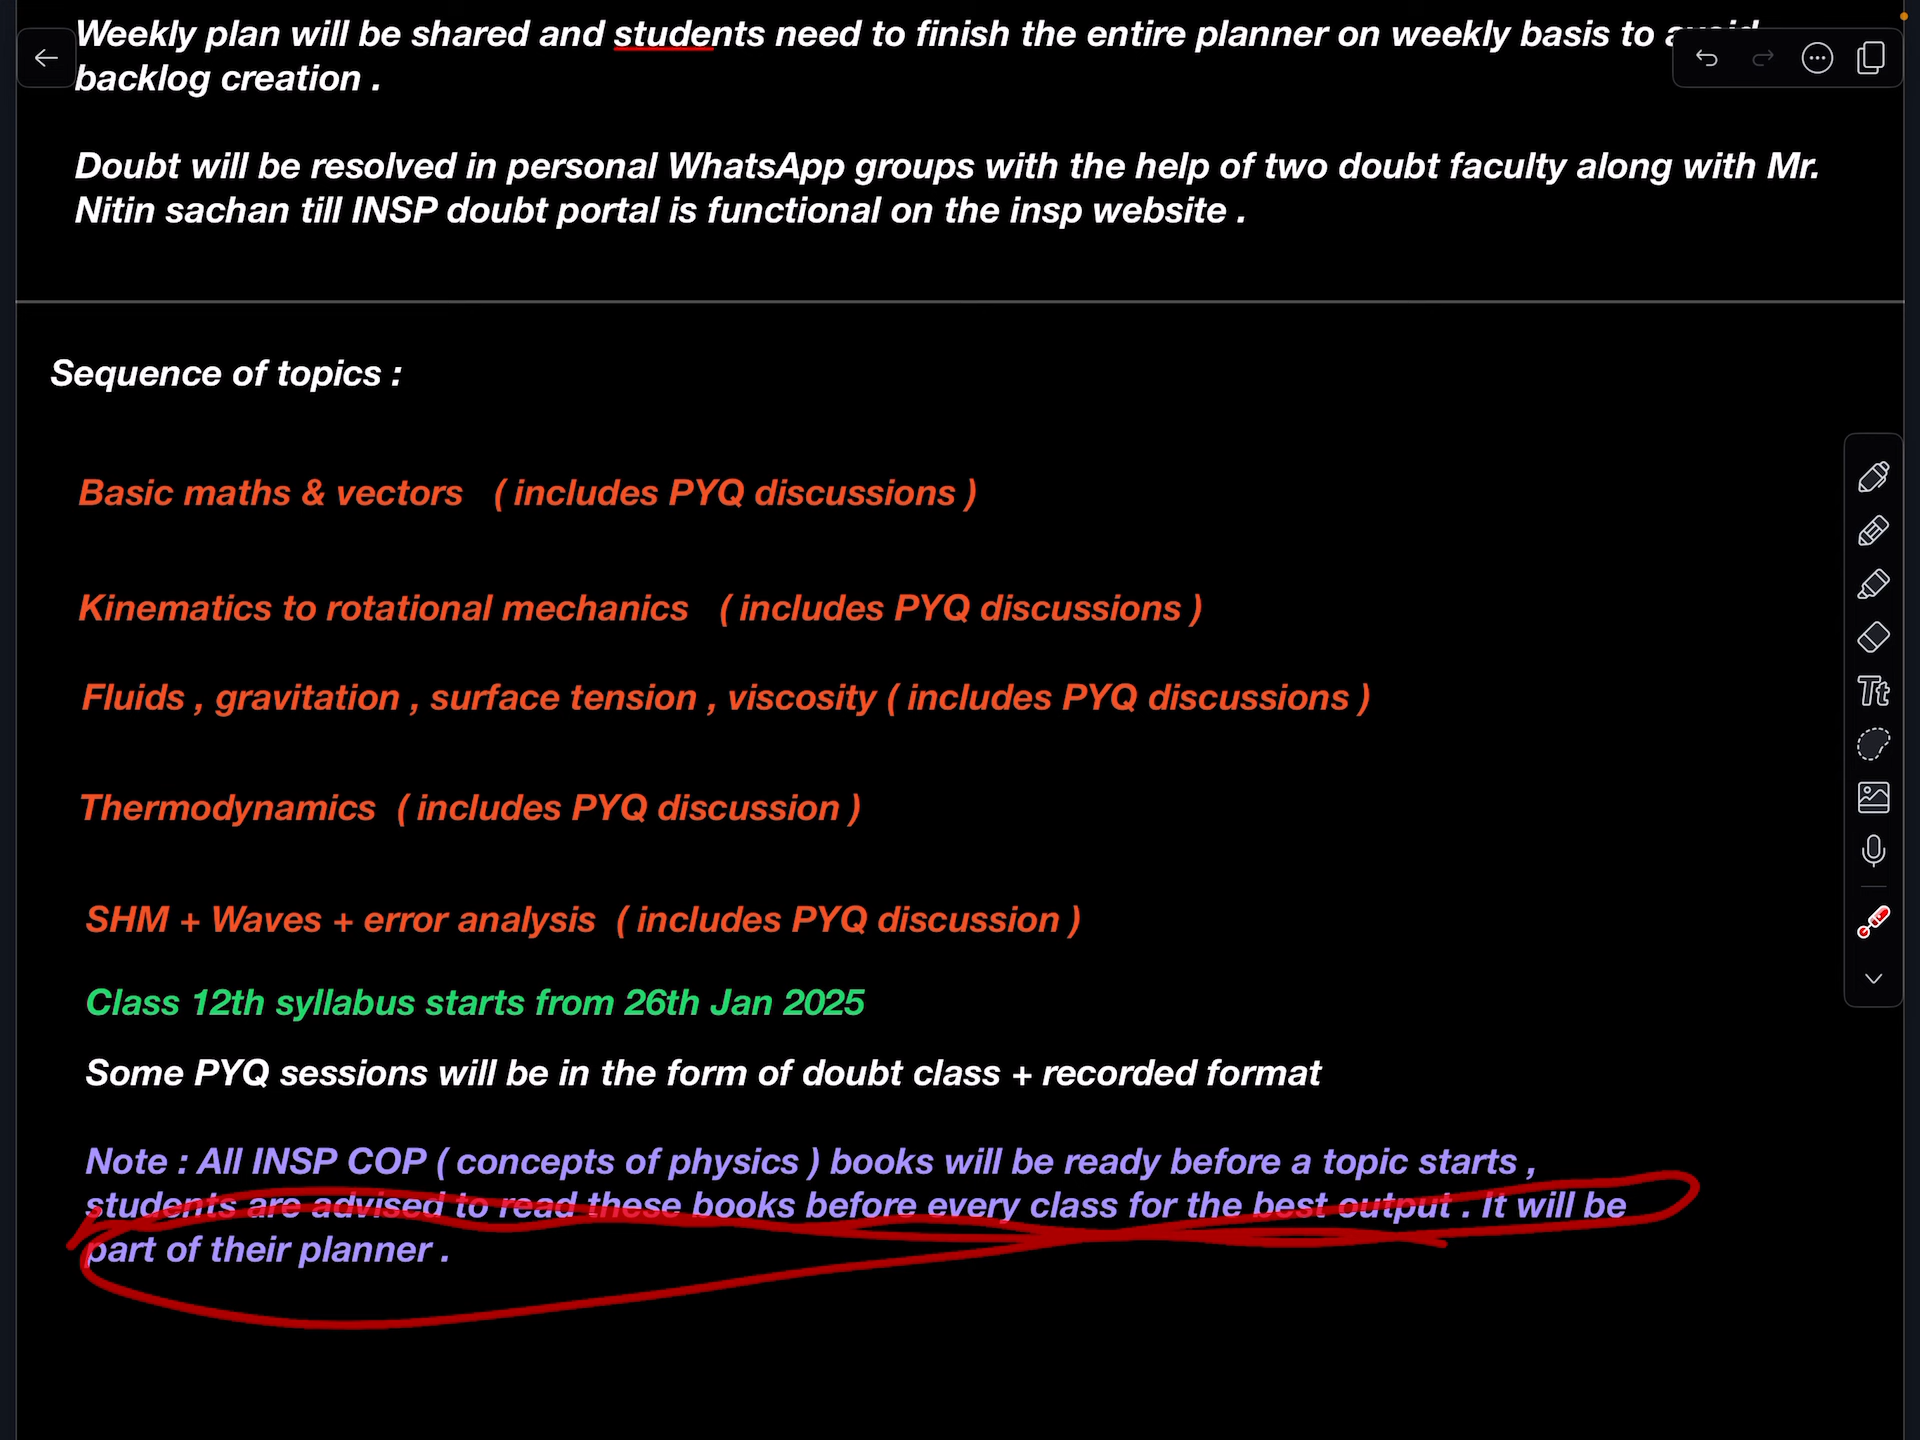 Weekly plan will be shared and students need to finish the entire planner on weekly basis to avoid
backlog creation .
Doubt will be resolved in personal WhatsApp groups with the help of two doubt faculty along with Mr.
Nitin sachan till INSP doubt portal is functional on the insp website .
Sequence of topics :
Basic maths & vectors ( includes PYQ discussions )
Kinematics to rotational mechanics ( includes PYQ discussions )
Fluids , gravitation , surface tension , viscosity ( includes PYQ discussions )
Thermodynamics ( includes PYQ discussion )
SHM + Waves + error analysis ( includes PYQ discussion )
Class 12th syllabus starts from 26th Jan 2025
Some PYQ sessions will be in the form of doubt class + recorded format
Note : All INSP COP ( concepts of physics ) books will be ready before a topic starts ,
students are advised to read these books before every class for the best output . It will be
part of their planner .
Tt